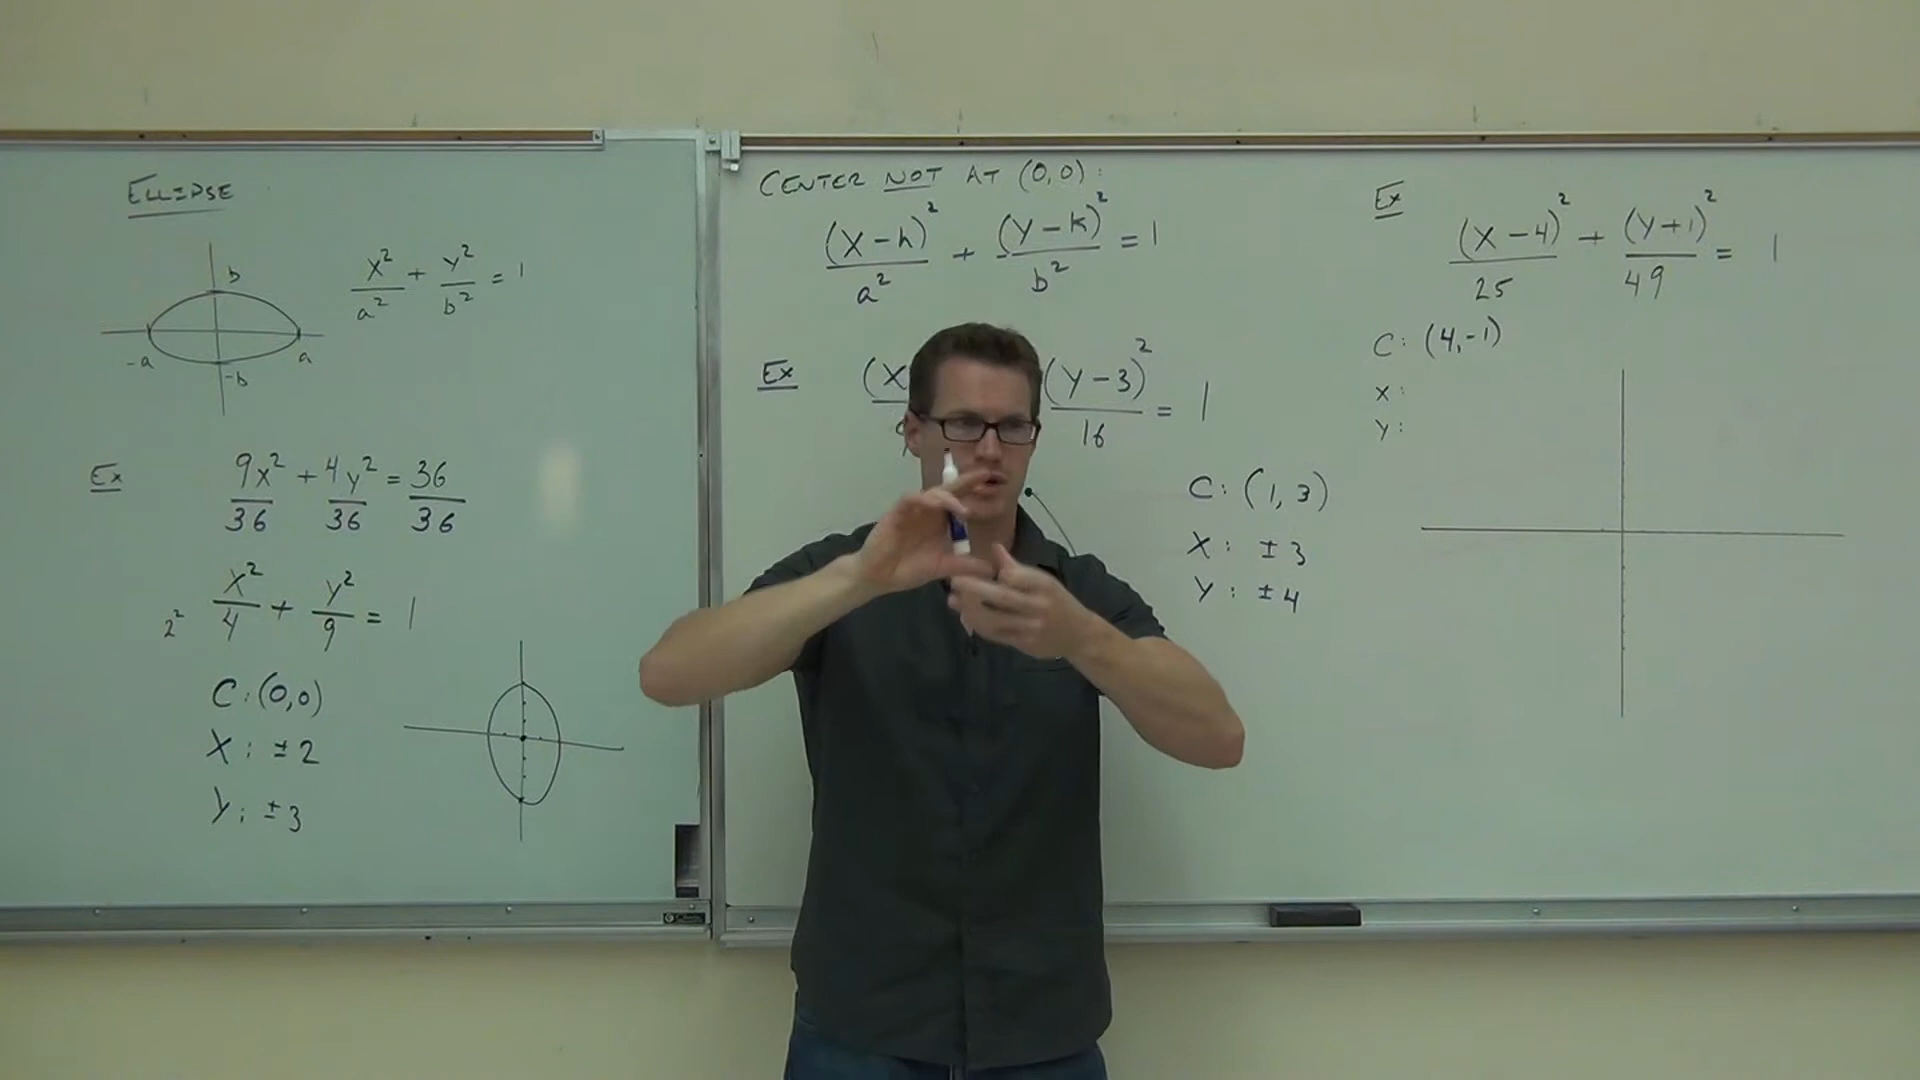 ELLIPSE
b
-a a
-b
x²/a² + y²/b² = 1
Ex 9x²/36 + 4y²/36 = 36/36
2² x²/4 + y²/9 = 1
C: (0,0)
X: ±2
Y: ±3
CENTER NOT AT (0,0):
(X-h)²/a² + (Y-k)²/b² = 1
Ex (X (Y-3)²/16 = 1
C: (1,3)
X: ±3
Y: ±4
Ex
(X-4)²/25 + (Y+1)²/49 = 1
C: (4,-1)
X:
Y: